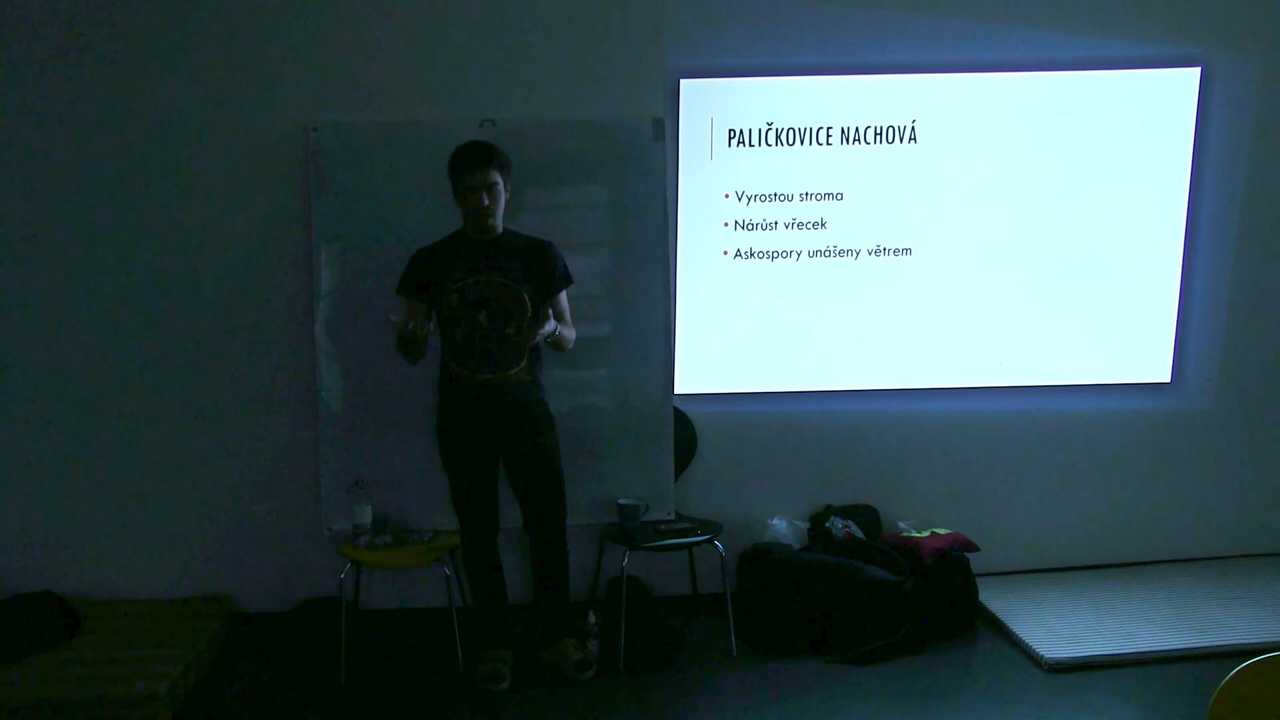 PALIČKOVICE NACHOVÁ
• Vyrostou stroma
• Nárůst vřecek
• Askospory unášeny větrem